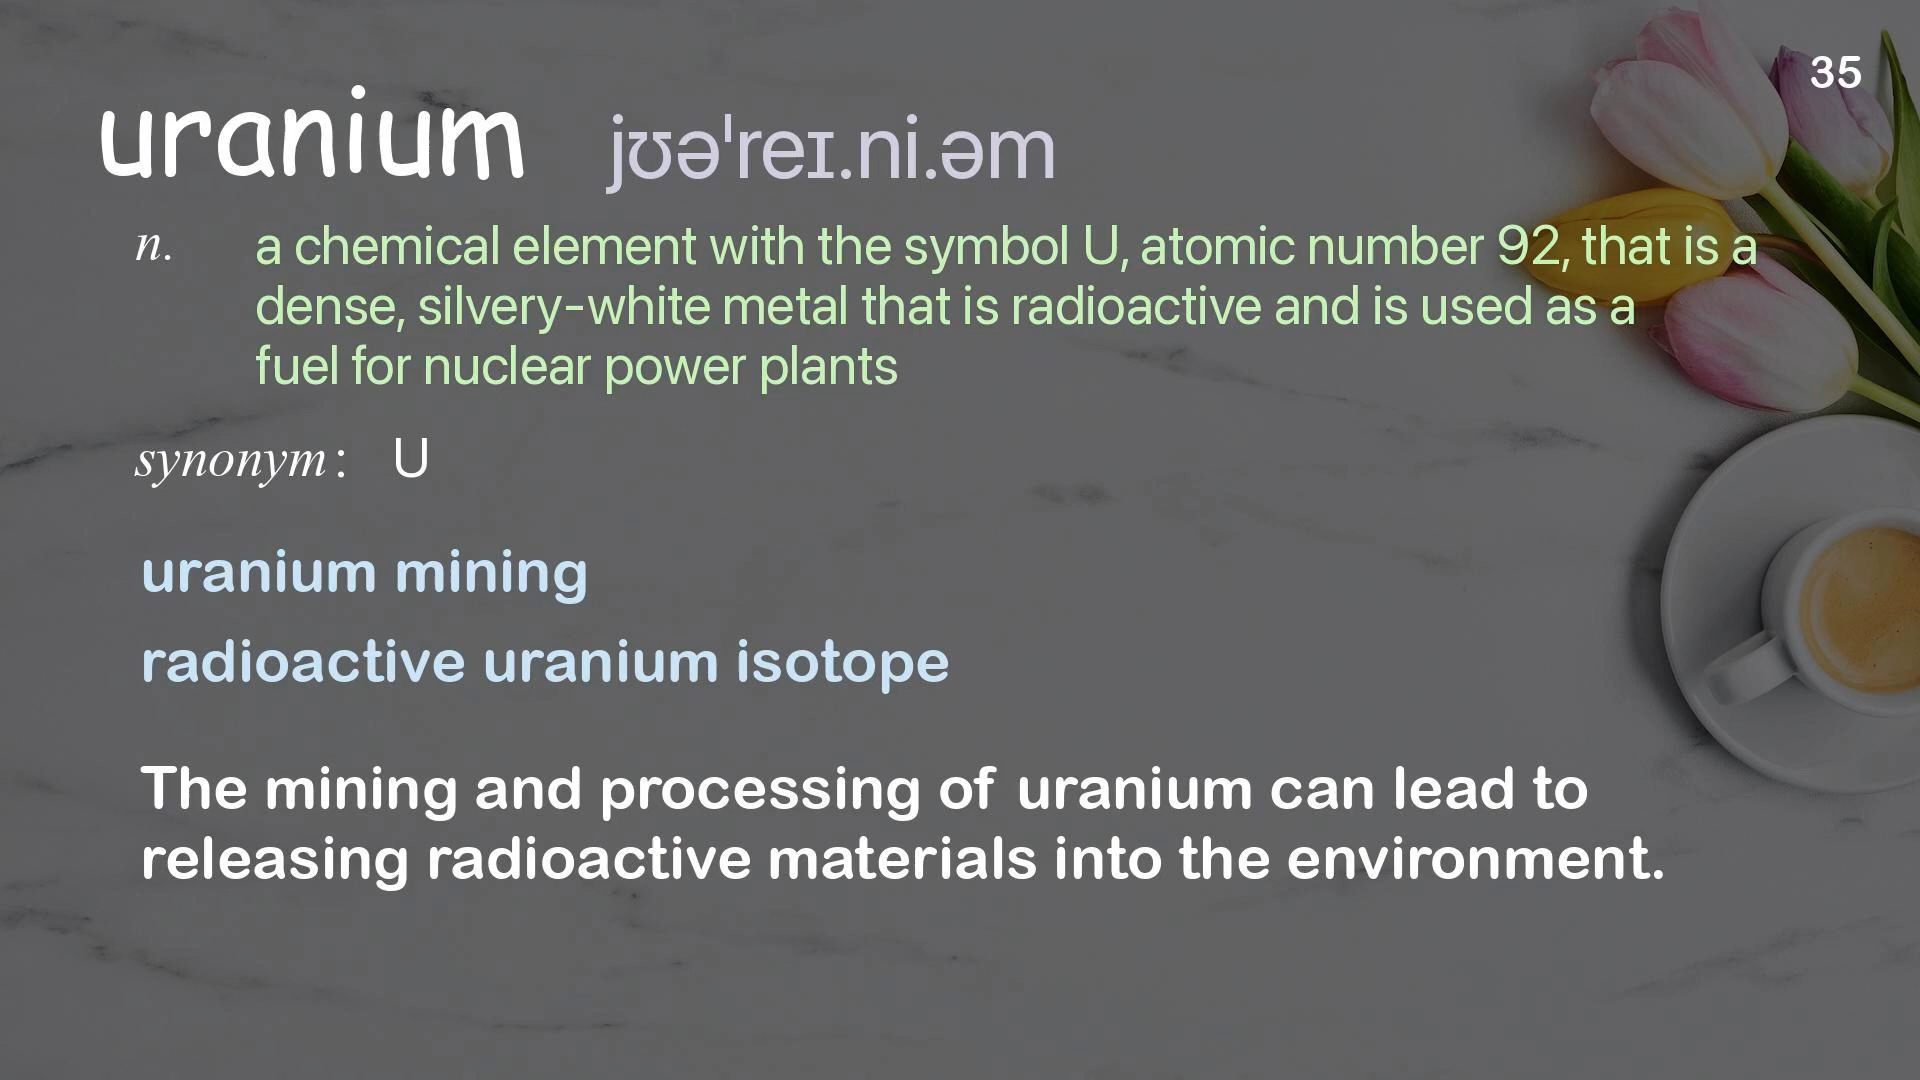 35
uranium jʊəˈreɪ.ni.əm
n. a chemical element with the symbol U, atomic number 92, that is a
dense, silvery-white metal that is radioactive and is used as a
fuel for nuclear power plants
synonym: U
uranium mining
radioactive uranium isotope
The mining and processing of uranium can lead to
releasing radioactive materials into the environment.